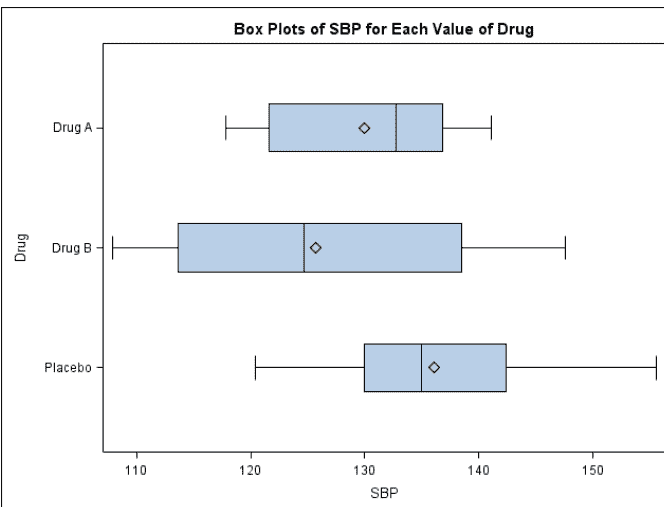 Box Plots of SBP for Each Value of Drug
Drug A
Drug B
Placebo
Drug
110 120 130 140 150
SBP